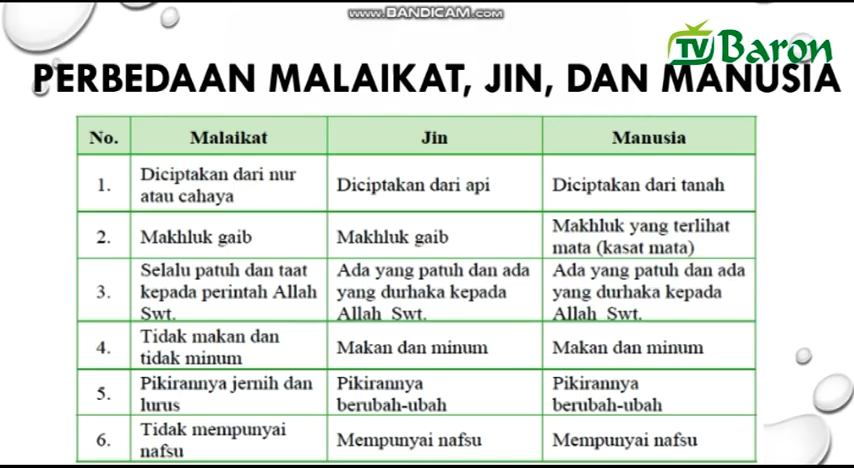 www.BANDICAM.com
TV Baron
PERBEDAAN MALAIKAT, JIN, DAN MANUSIA
No. Malaikat Jin Manusia
1. Diciptakan dari nur
atau cahaya
Diciptakan dari api
Diciptakan dari tanah
2. Makhluk gaib
Makhluk gaib
Makhluk yang terlihat
mata (kasat mata)
3. Selalu patuh dan taat
kepada perintah Allah
Swt.
Ada yang patuh dan ada
yang durhaka kepada
Allah Swt.
Ada yang patuh dan ada
yang durhaka kepada
Allah Swt.
4. Tidak makan dan
tidak minum
Makan dan minum
Makan dan minum
5. Pikirannya jernih dan
lurus
Pikirannya
berubah-ubah
Pikirannya
berubah-ubah
6. Tidak mempunyai
nafsu
Mempunyai nafsu
Mempunyai nafsu